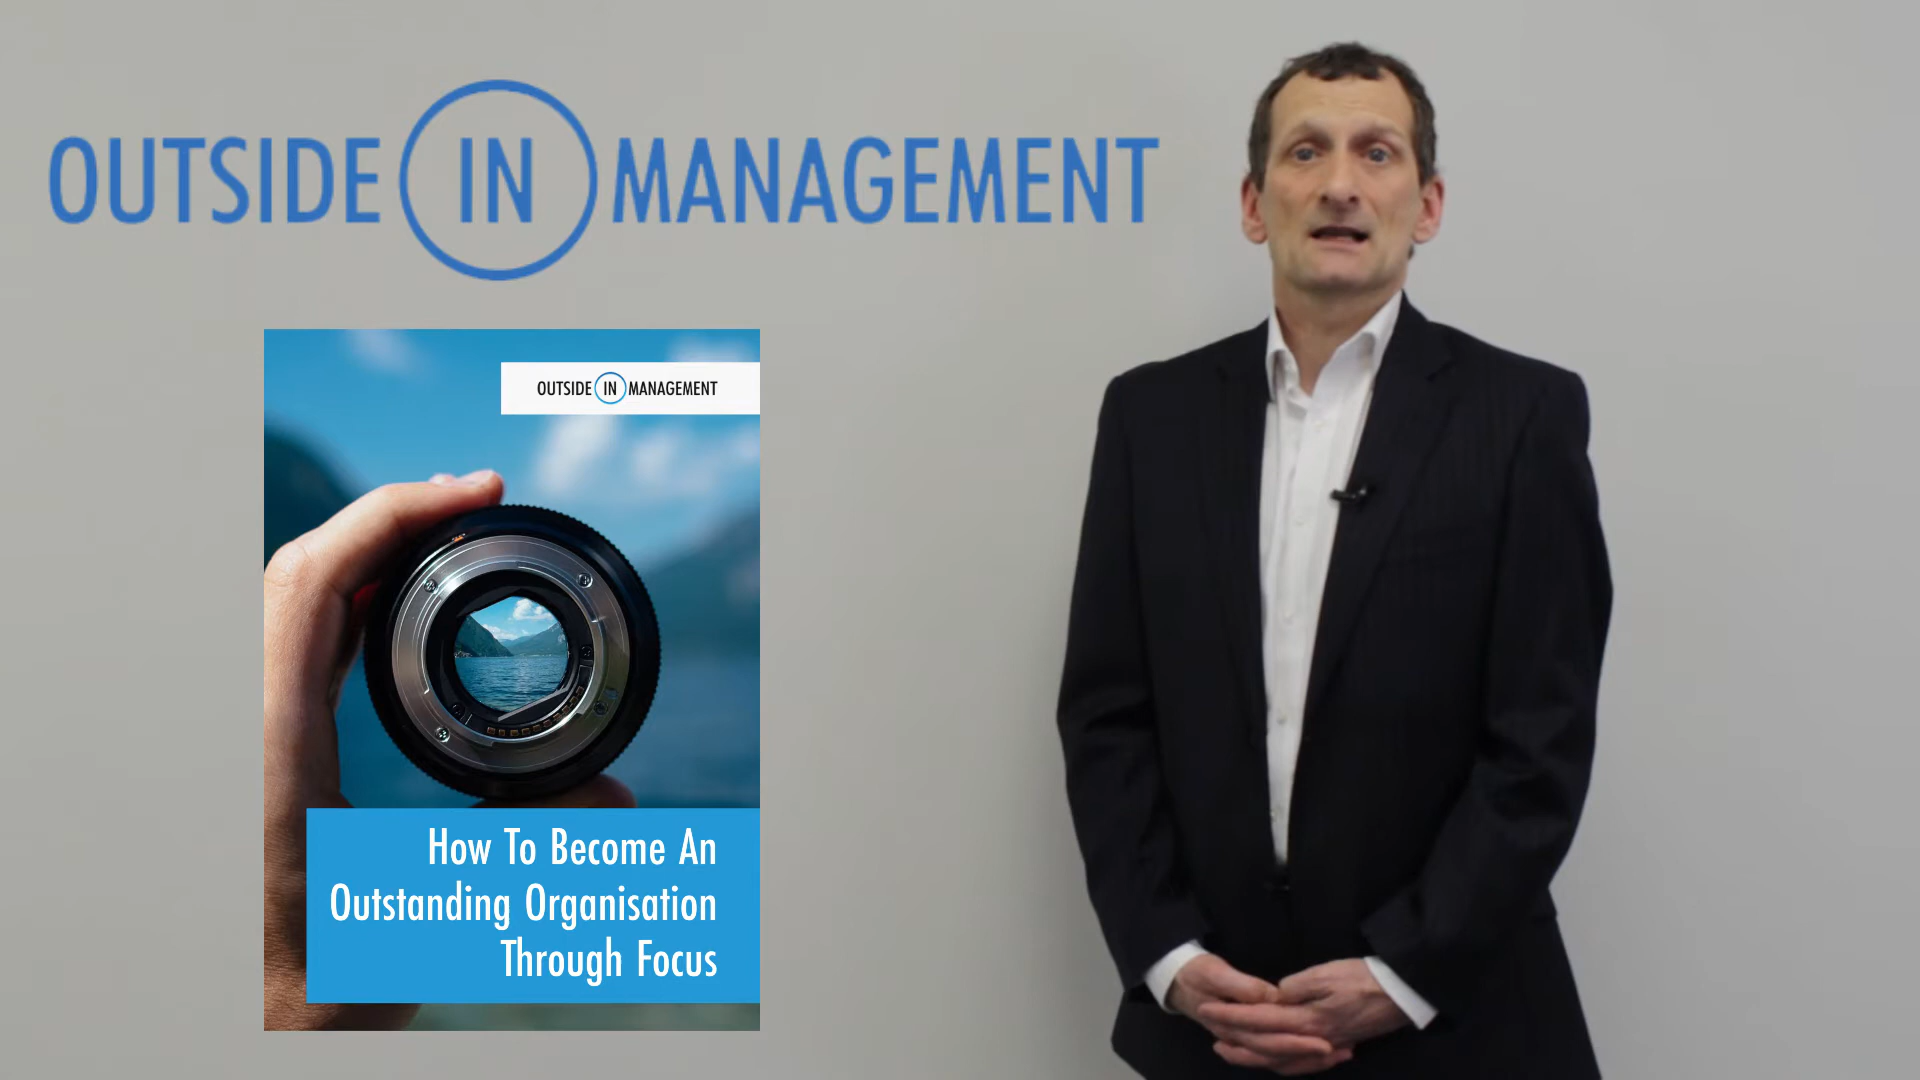 OUTSIDE IN MANAGEMENT
OUTSIDE IN MANAGEMENT
How To Become An
Outstanding Organisation
Through Focus